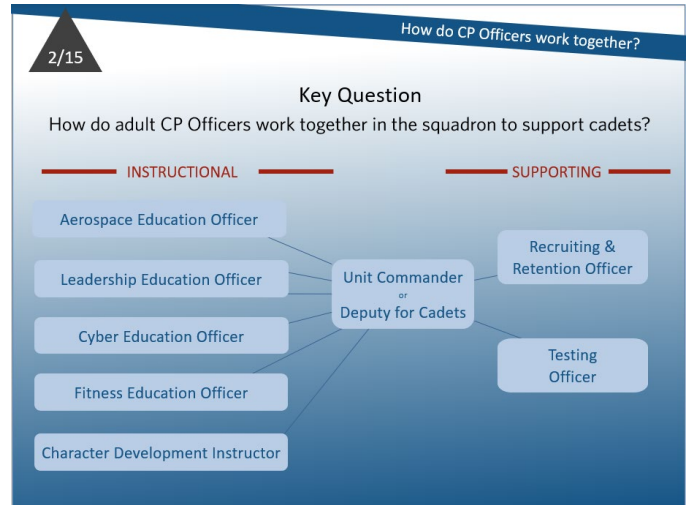 How do CP Officers work together?
2/15
Key Question
How do adult CP Officers work together in the squadron to support cadets?
INSTRUCTIONAL
SUPPORTING
Aerospace Education Officer
Leadership Education Officer
Cyber Education Officer
Fitness Education Officer
Character Development Instructor
Unit Commander
or
Deputy for Cadets
Recruiting &
Retention Officer
Testing
Officer